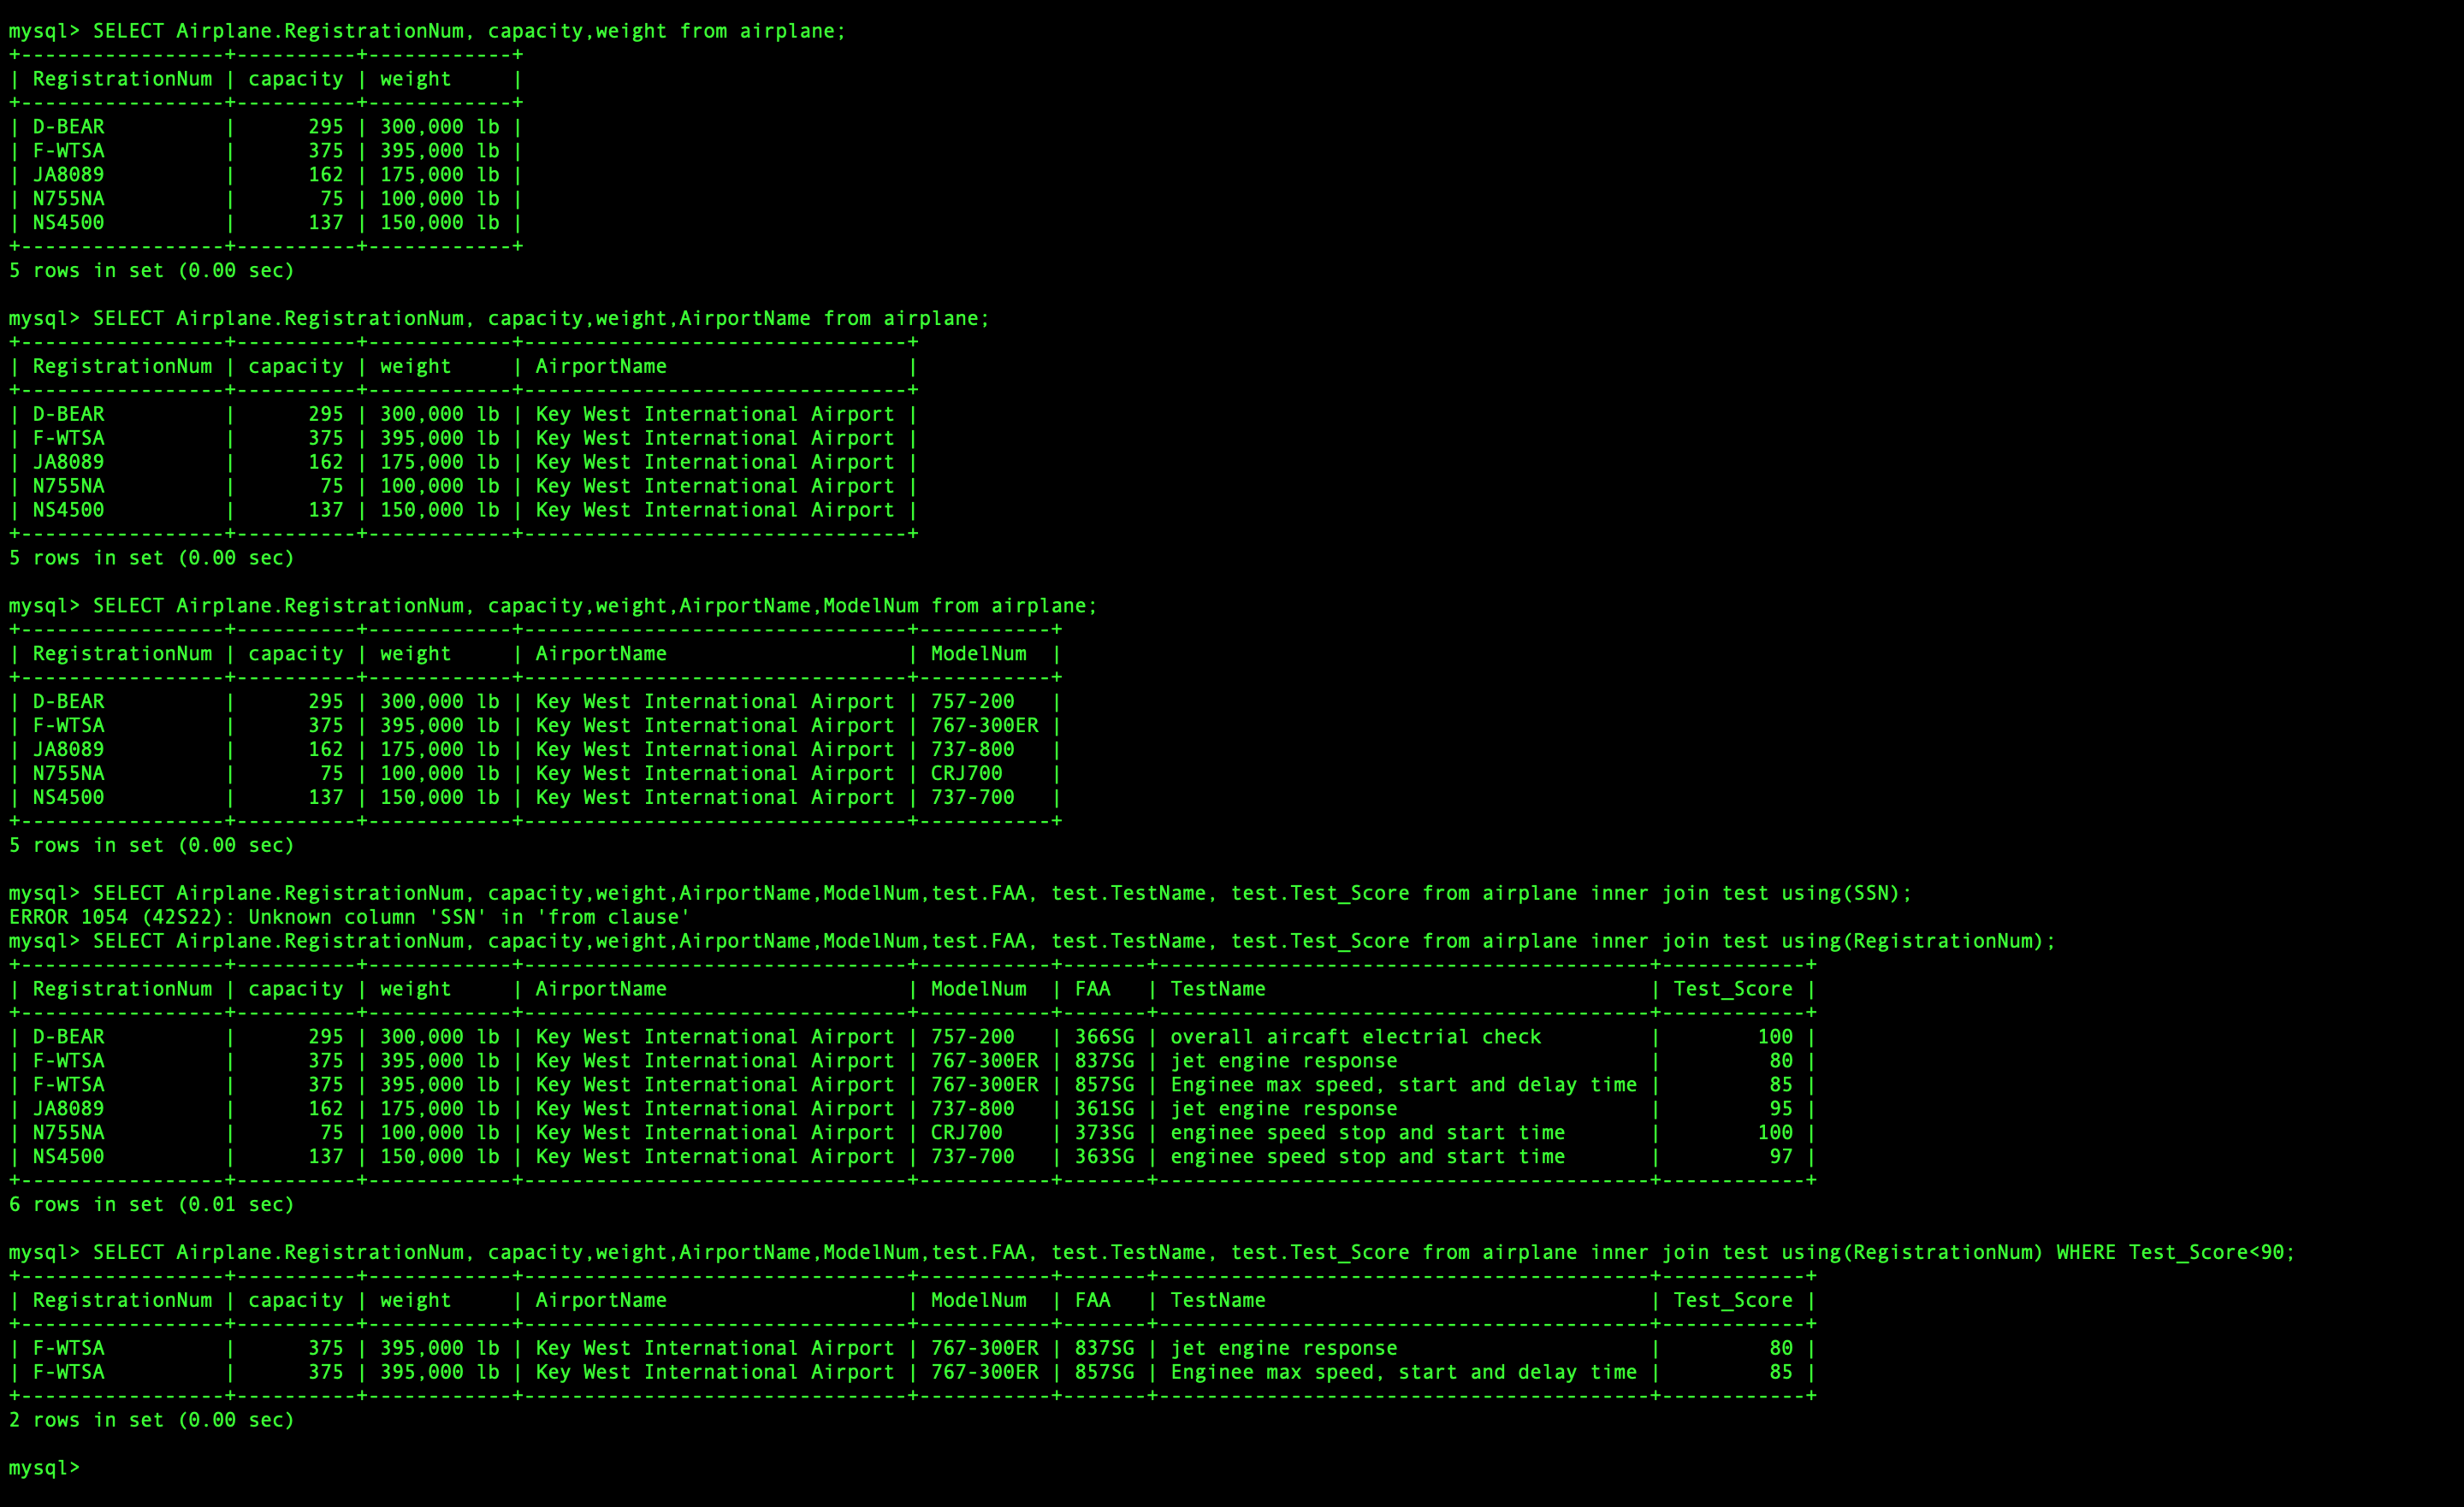 mysql> SELECT Airplane.RegistrationNum, capacity,weight from airplane;
+-----------------+----------+------------+
| RegistrationNum | capacity | weight     |
+-----------------+----------+------------+
| D-BEAR          |      295 | 300,000 lb |
| F-WTSA          |      375 | 395,000 lb |
| JA8089          |      162 | 175,000 lb |
| N755NA          |       75 | 100,000 lb |
| NS4500          |      137 | 150,000 lb |
+-----------------+----------+------------+
5 rows in set (0.00 sec)

mysql> SELECT Airplane.RegistrationNum, capacity,weight,AirportName from airplane;
+-----------------+----------+------------+--------------------------------+
| RegistrationNum | capacity | weight     | AirportName                    |
+-----------------+----------+------------+--------------------------------+
| D-BEAR          |      295 | 300,000 lb | Key West International Airport |
| F-WTSA          |      375 | 395,000 lb | Key West International Airport |
| JA8089          |      162 | 175,000 lb | Key West International Airport |
| N755NA          |       75 | 100,000 lb | Key West International Airport |
| NS4500          |      137 | 150,000 lb | Key West International Airport |
+-----------------+----------+------------+--------------------------------+
5 rows in set (0.00 sec)

mysql> SELECT Airplane.RegistrationNum, capacity,weight,AirportName,ModelNum from airplane;
+-----------------+----------+------------+--------------------------------+-----------+
| RegistrationNum | capacity | weight     | AirportName                    | ModelNum  |
+-----------------+----------+------------+--------------------------------+-----------+
| D-BEAR          |      295 | 300,000 lb | Key West International Airport | 757-200   |
| F-WTSA          |      375 | 395,000 lb | Key West International Airport | 767-300ER |
| JA8089          |      162 | 175,000 lb | Key West International Airport | 737-800   |
| N755NA          |       75 | 100,000 lb | Key West International Airport | CRJ700    |
| NS4500          |      137 | 150,000 lb | Key West International Airport | 737-700   |
+-----------------+----------+------------+--------------------------------+-----------+
5 rows in set (0.00 sec)

mysql> SELECT Airplane.RegistrationNum, capacity,weight,AirportName,ModelNum,test.FAA, test.TestName, test.Test_Score from airplane inner join test using(SSN);
ERROR 1054 (42S22): Unknown column 'SSN' in 'from clause'
mysql> SELECT Airplane.RegistrationNum, capacity,weight,AirportName,ModelNum,test.FAA, test.TestName, test.Test_Score from airplane inner join test using(RegistrationNum);
+-----------------+----------+------------+--------------------------------+-----------+-------+-----------------------------------------+------------+
| RegistrationNum | capacity | weight     | AirportName                    | ModelNum  | FAA   | TestName                                | Test_Score |
+-----------------+----------+------------+--------------------------------+-----------+-------+-----------------------------------------+------------+
| D-BEAR          |      295 | 300,000 lb | Key West International Airport | 757-200   | 366SG | overall aircaft electrial check         |        100 |
| F-WTSA          |      375 | 395,000 lb | Key West International Airport | 767-300ER | 837SG | jet engine response                     |         80 |
| F-WTSA          |      375 | 395,000 lb | Key West International Airport | 767-300ER | 857SG | Enginee max speed, start and delay time |         85 |
| JA8089          |      162 | 175,000 lb | Key West International Airport | 737-800   | 361SG | jet engine response                     |         95 |
| N755NA          |       75 | 100,000 lb | Key West International Airport | CRJ700    | 373SG | enginee speed stop and start time       |        100 |
| NS4500          |      137 | 150,000 lb | Key West International Airport | 737-700   | 363SG | enginee speed stop and start time       |         97 |
+-----------------+----------+------------+--------------------------------+-----------+-------+-----------------------------------------+------------+
6 rows in set (0.01 sec)

mysql> SELECT Airplane.RegistrationNum, capacity,weight,AirportName,ModelNum,test.FAA, test.TestName, test.Test_Score from airplane inner join test using(RegistrationNum) WHERE Test_Score<90;
+-----------------+----------+------------+--------------------------------+-----------+-------+-----------------------------------------+------------+
| RegistrationNum | capacity | weight     | AirportName                    | ModelNum  | FAA   | TestName                                | Test_Score |
+-----------------+----------+------------+--------------------------------+-----------+-------+-----------------------------------------+------------+
| F-WTSA          |      375 | 395,000 lb | Key West International Airport | 767-300ER | 837SG | jet engine response                     |         80 |
| F-WTSA          |      375 | 395,000 lb | Key West International Airport | 767-300ER | 857SG | Enginee max speed, start and delay time |         85 |
+-----------------+----------+------------+--------------------------------+-----------+-------+-----------------------------------------+------------+
2 rows in set (0.00 sec)

mysql>